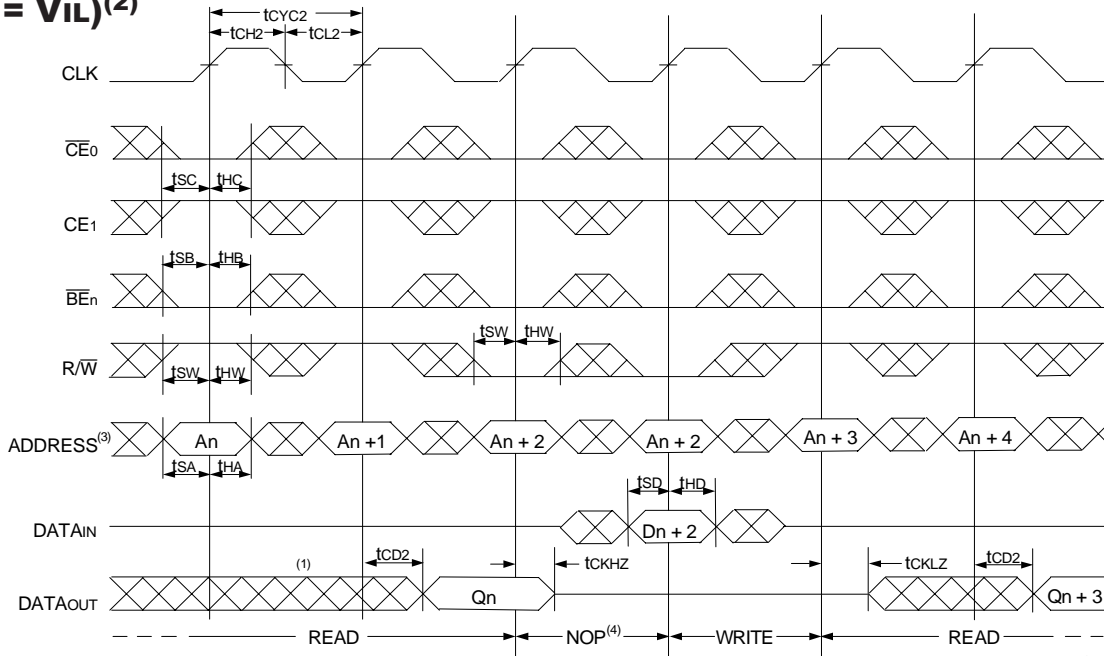 = VIL)(2)
tCYC2
tCH2 tCL2
CLK
CE0
tSC tHC
CE1
tSB tHB
BEn
tSW tHW
R/W
tSW tHW
ADDRESS(3) An An +1 An + 2 An + 2 An + 3 An + 4
tSA tHA
tSD tHD
DATAIN Dn + 2
(1) tCD2 tCKHZ tCKLZ tCD2
DATAOUT Qn Qn + 3
READ NOP(4) WRITE READ